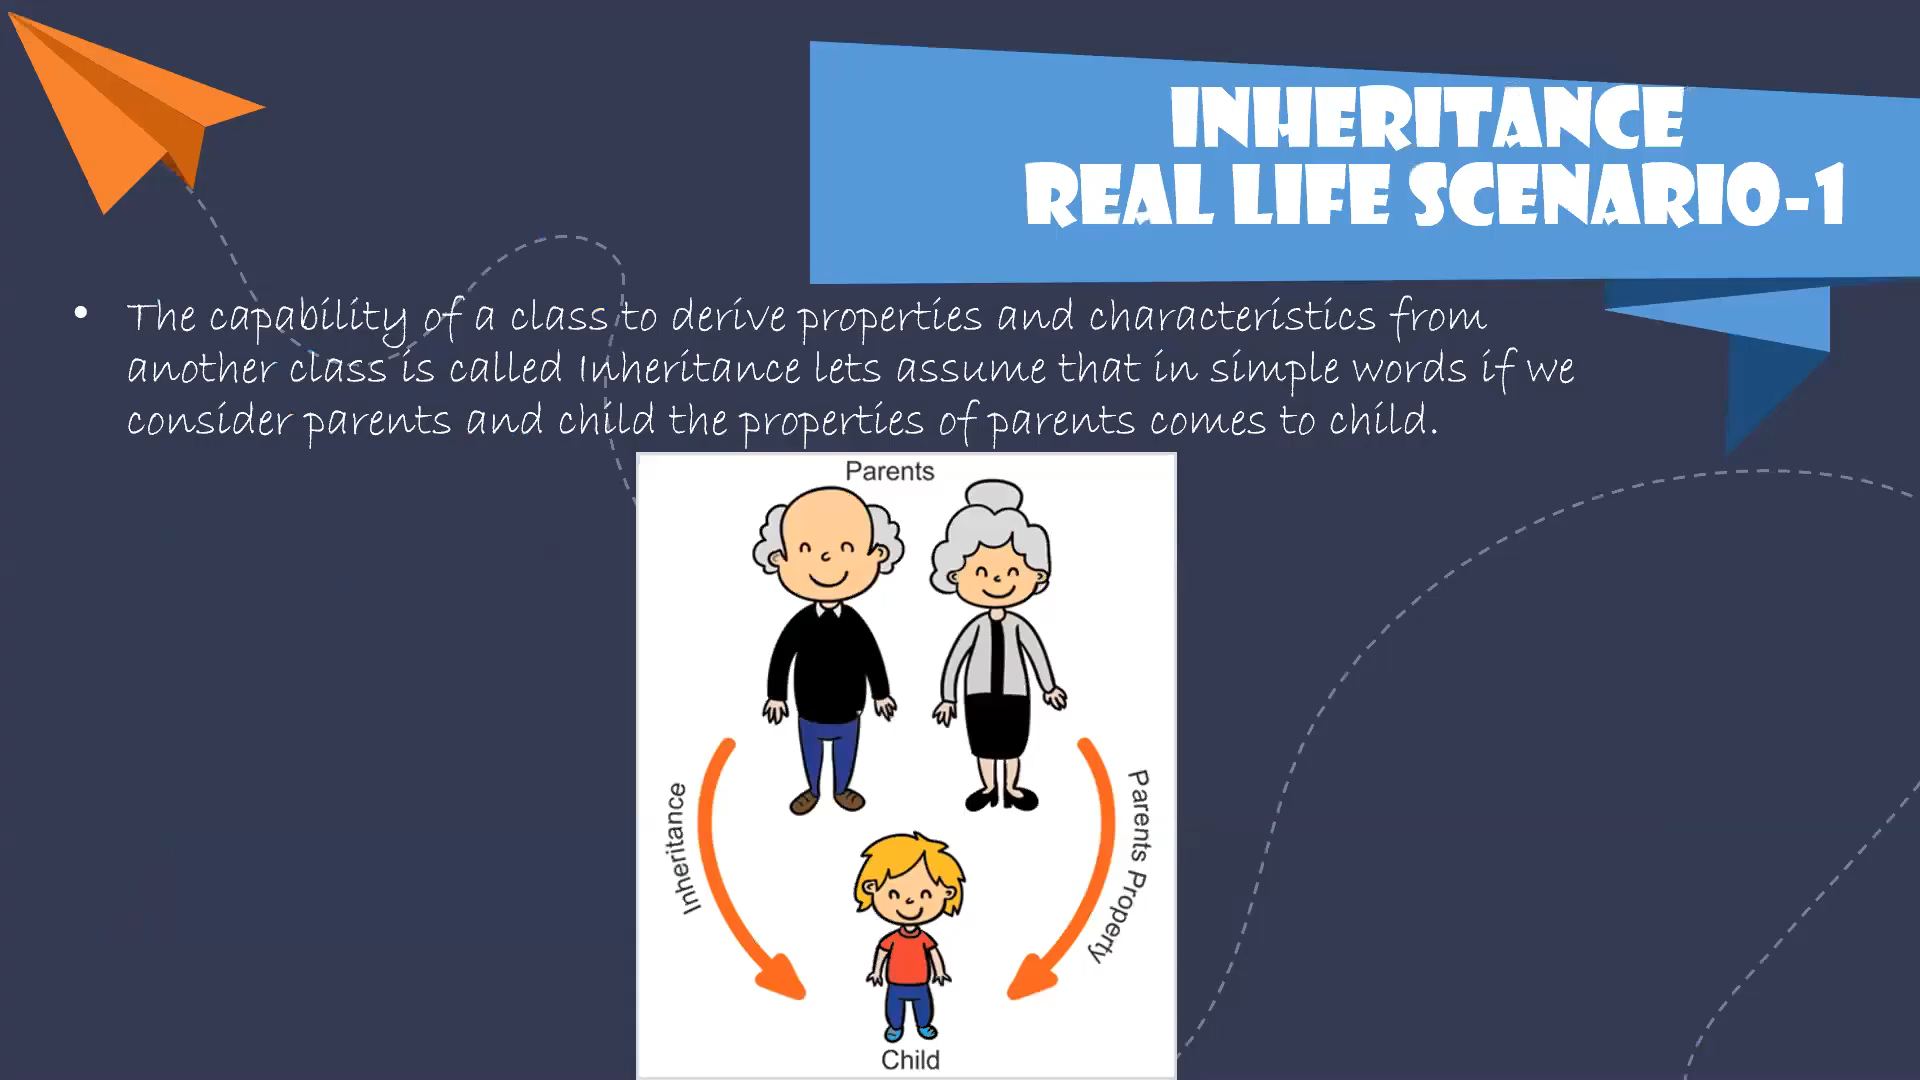 INHERITANCE
REAL LIFE SCENARIO-1
• The capability of a class to derive properties and characteristics from
another class is called Inheritance lets assume that in simple words if we
consider parents and child the properties of parents comes to child.
Parents
Inheritance
Parents Property
Child